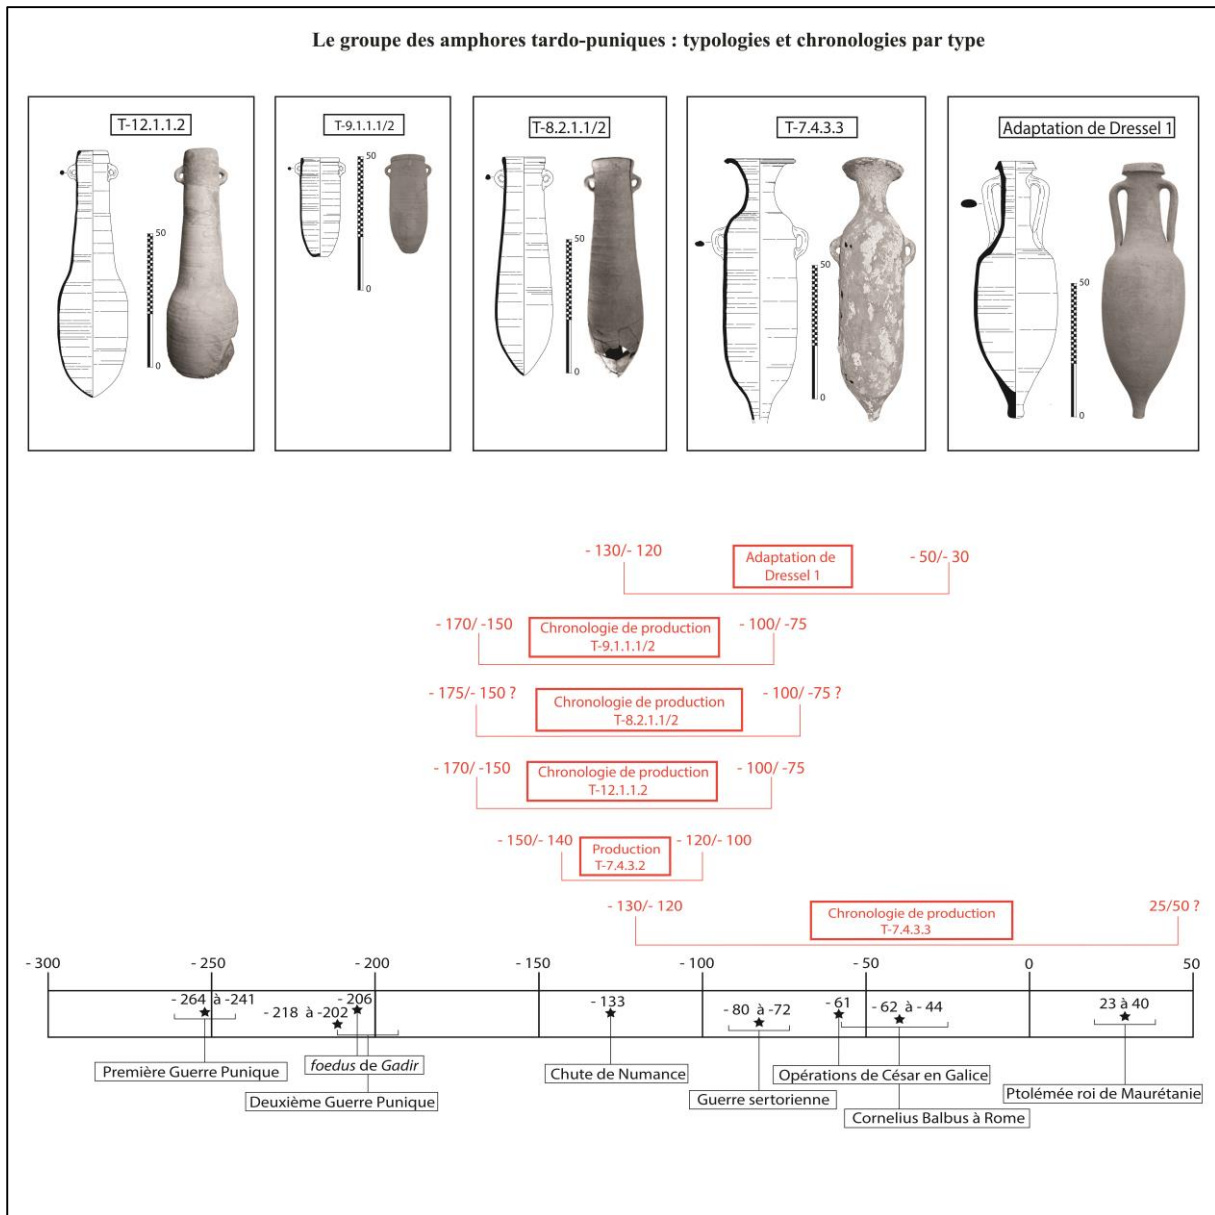 Le groupe des amphores tardo-puniques : typologies et chronologies par type
T-12.1.1.2
T-9.1.1.1/2
T-8.2.1.1/2
T-7.4.3.3
Adaptation de Dressel 1
50
0
50
0
50
0
50
0
50
0
- 130/- 120
Adaptation de
Dressel 1
- 50/- 30
- 170/ -150
Chronologie de production
T-9.1.1.1/2
- 100/ -75
- 175/- 150 ?
Chronologie de production
T-8.2.1.1/2
- 100/ -75 ?
- 170/ -150
Chronologie de production
T-12.1.1.2
- 100/ -75
- 150/- 140
Production
T-7.4.3.2
- 120/- 100
- 130/- 120
Chronologie de production
T-7.4.3.3
25/50 ?
- 300
- 250
- 200
- 150
- 100
- 50
0
50
- 264 à -241
- 218 à -202
- 206
- 133
- 80 à -72
- 61
- 62 à - 44
23 à 40
Première Guerre Punique
foedus de Gadir
Deuxième Guerre Punique
Chute de Numance
Guerre sertorienne
Opérations de César en Galice
Cornelius Balbus à Rome
Ptolémée roi de Maurétanie